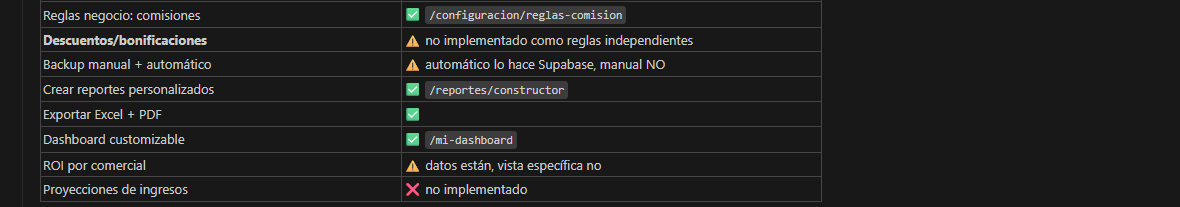 Reglas negocio: comisiones ✅ /configuracion/reglas-comision
Descuentos/bonificaciones ⚠️ no implementado como reglas independientes
Backup manual + automático ⚠️ automático lo hace Supabase, manual NO
Crear reportes personalizados ✅ /reportes/constructor
Exportar Excel + PDF ✅
Dashboard customizable ✅ /mi-dashboard
ROI por comercial ⚠️ datos están, vista específica no
Proyecciones de ingresos ❌ no implementado